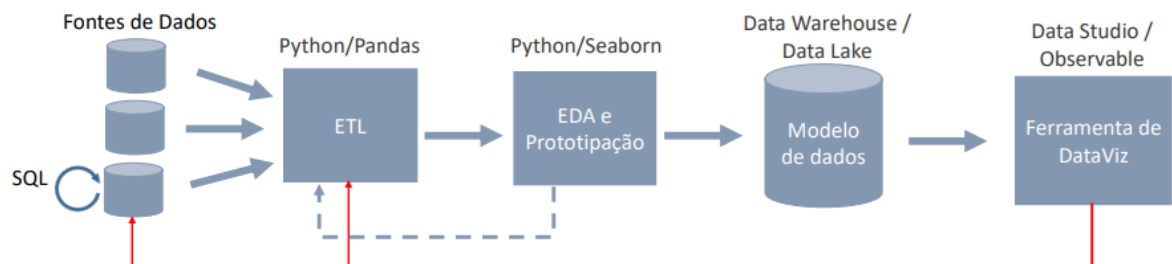 Fontes de Dados
SQL
Python/Pandas
ETL
Python/Seaborn
EDA e
Prototipação
Data Warehouse /
Data Lake
Modelo
de dados
Data Studio /
Observable
Ferramenta de
DataViz